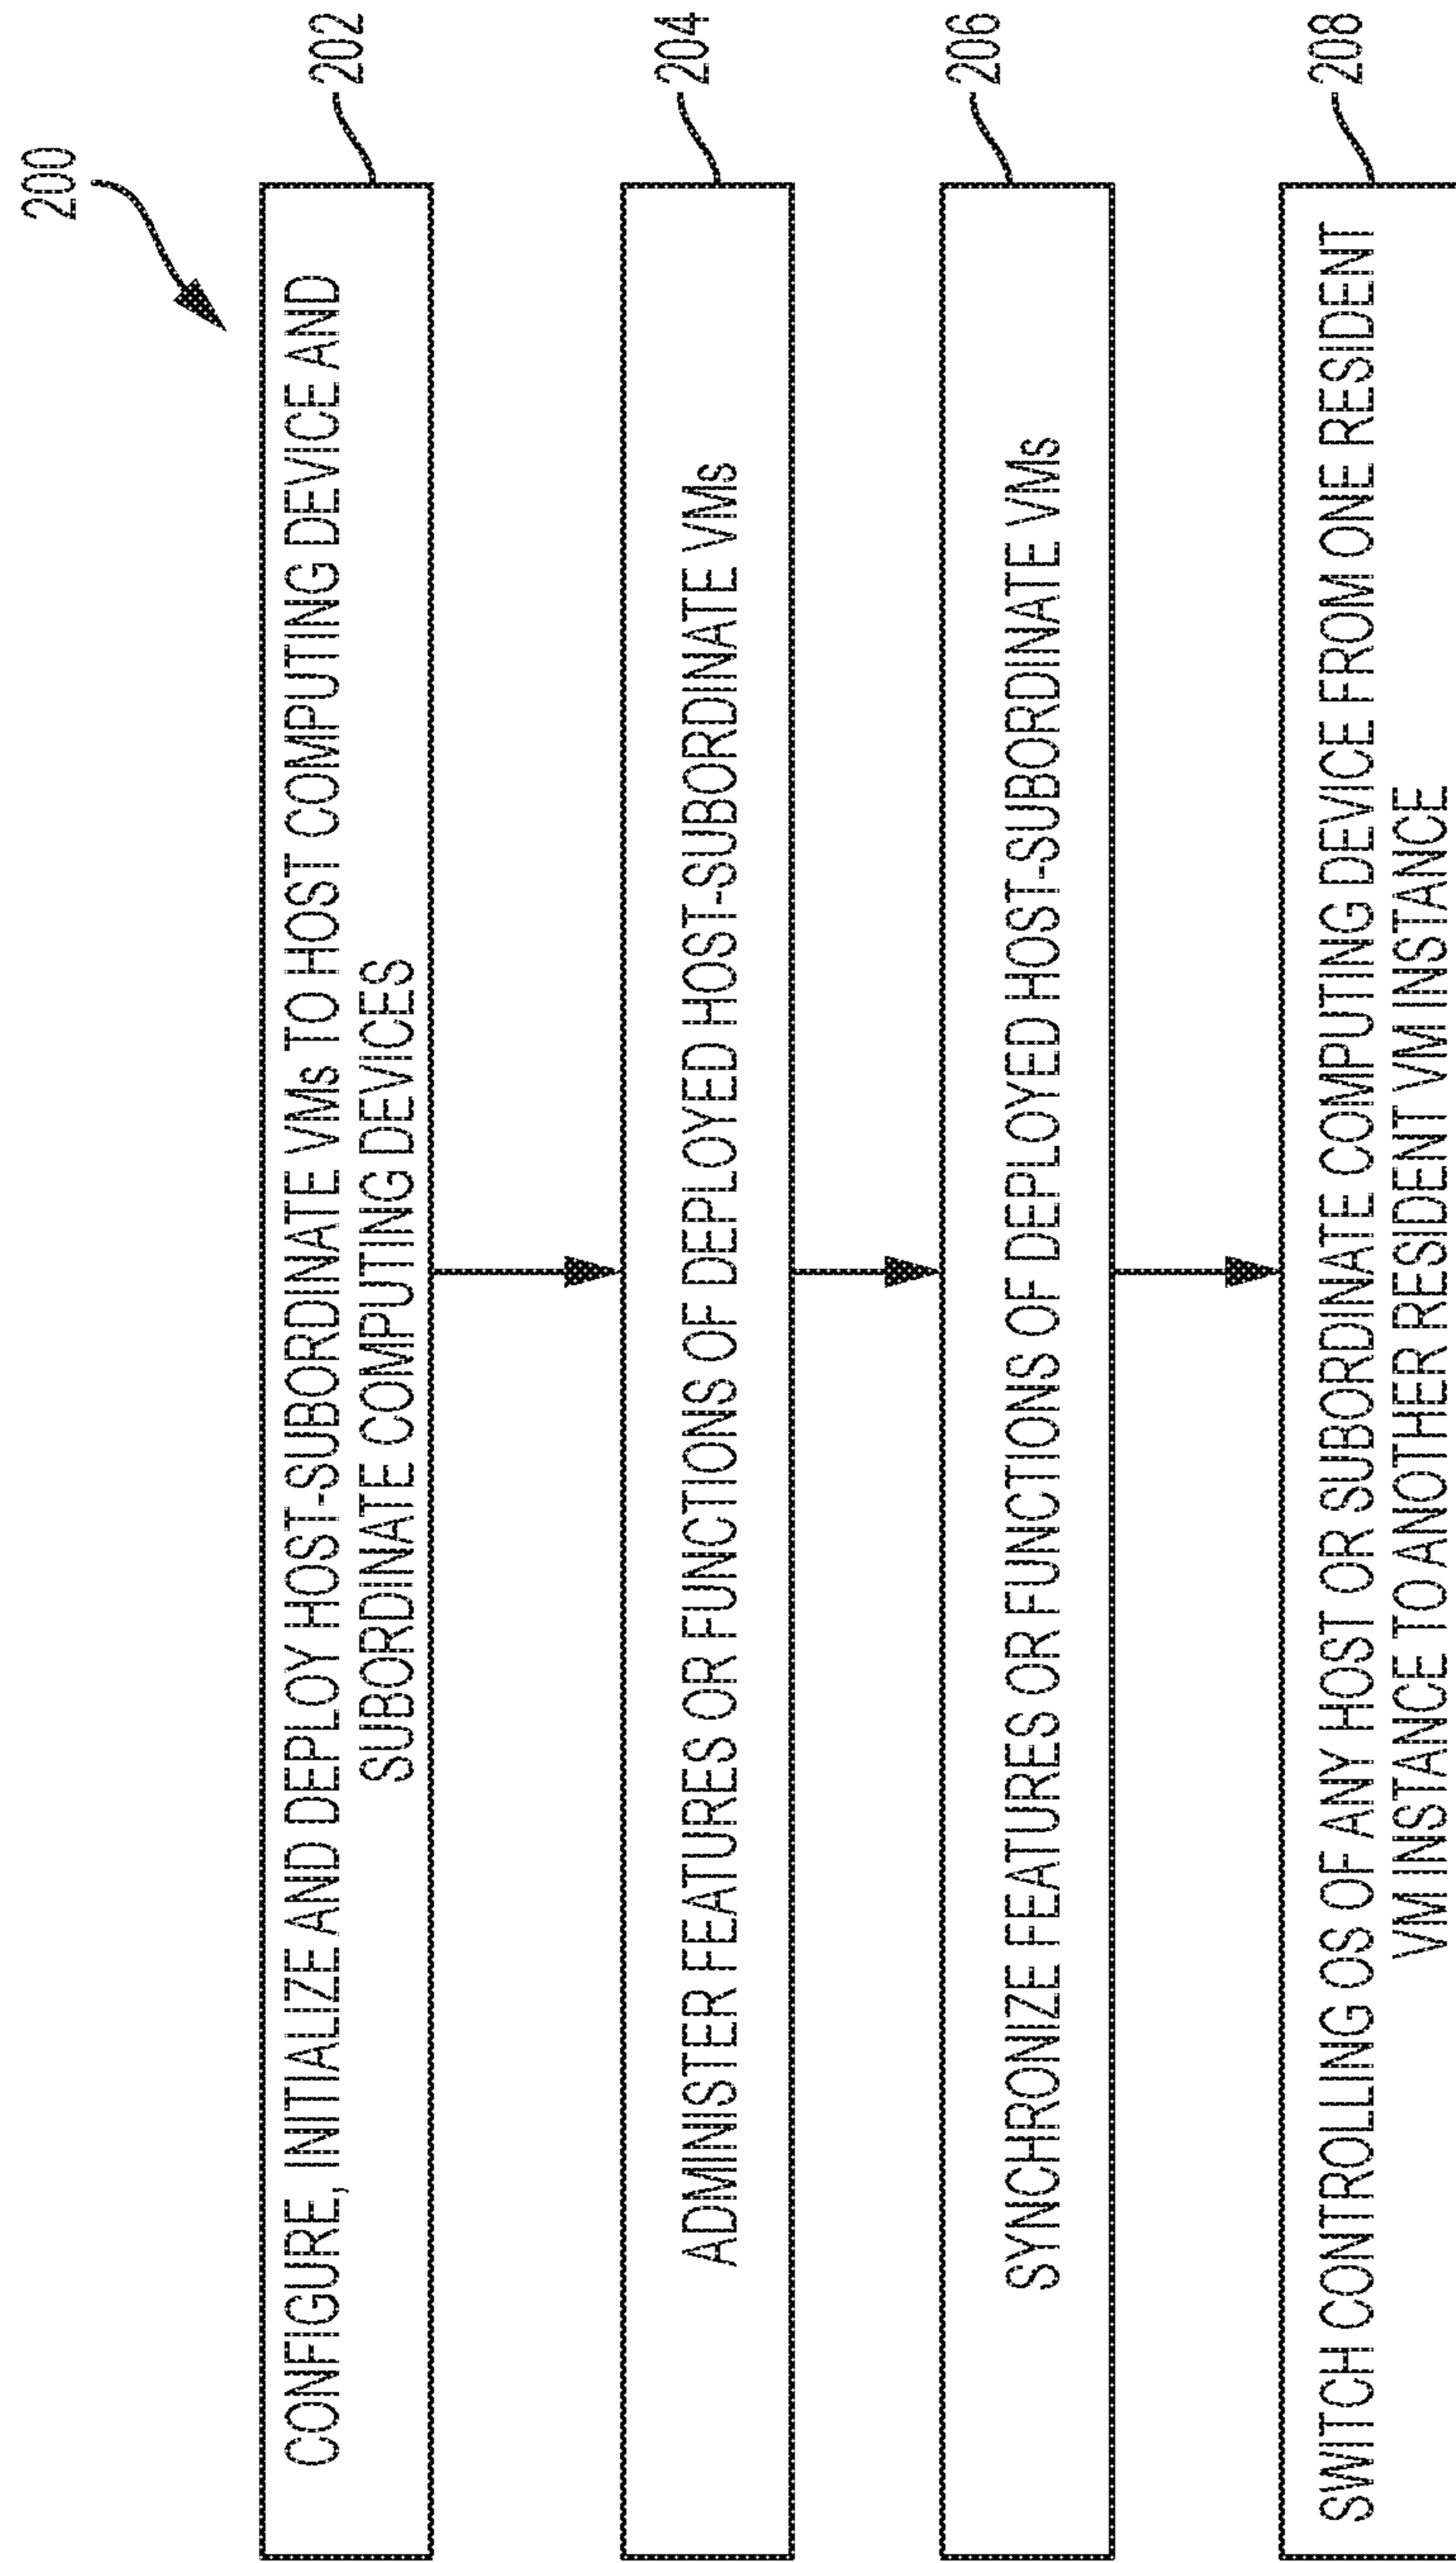 200
CONFIGURE, INITIALIZE AND DEPLOY HOST-SUBORDINATE VMs TO HOST COMPUTING DEVICE AND
SUBORDINATE COMPUTING DEVICES
202
ADMINISTER FEATURES OR FUNCTIONS OF DEPLOYED HOST-SUBORDINATE VMs
204
SYNCHRONIZE FEATURES OR FUNCTIONS OF DEPLOYED HOST-SUBORDINATE VMs
206
SWITCH CONTROLLING OS OF ANY HOST OR SUBORDINATE COMPUTING DEVICE FROM ONE RESIDENT
VM INSTANCE TO ANOTHER RESIDENT VM INSTANCE
208